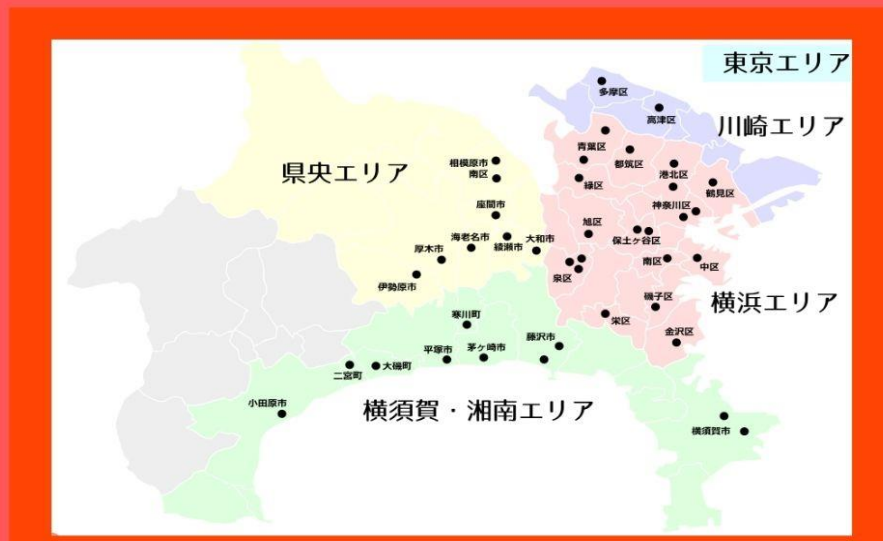 東京エリア
多摩区
高津区
川崎エリア
青葉区
都筑区
港北区
相模原市
南区
県央エリア
緑区
鶴見区
神奈川区
座間市
旭区
保土ヶ谷区
海老名市
綾瀬市
大和市
厚木市
南区
中区
泉区
伊勢原市
磯子区
横浜エリア
寒川町
栄区
金沢区
藤沢市
平塚市
茅ヶ崎市
二宮町
大磯町
小田原市
横須賀・湘南エリア
横須賀市